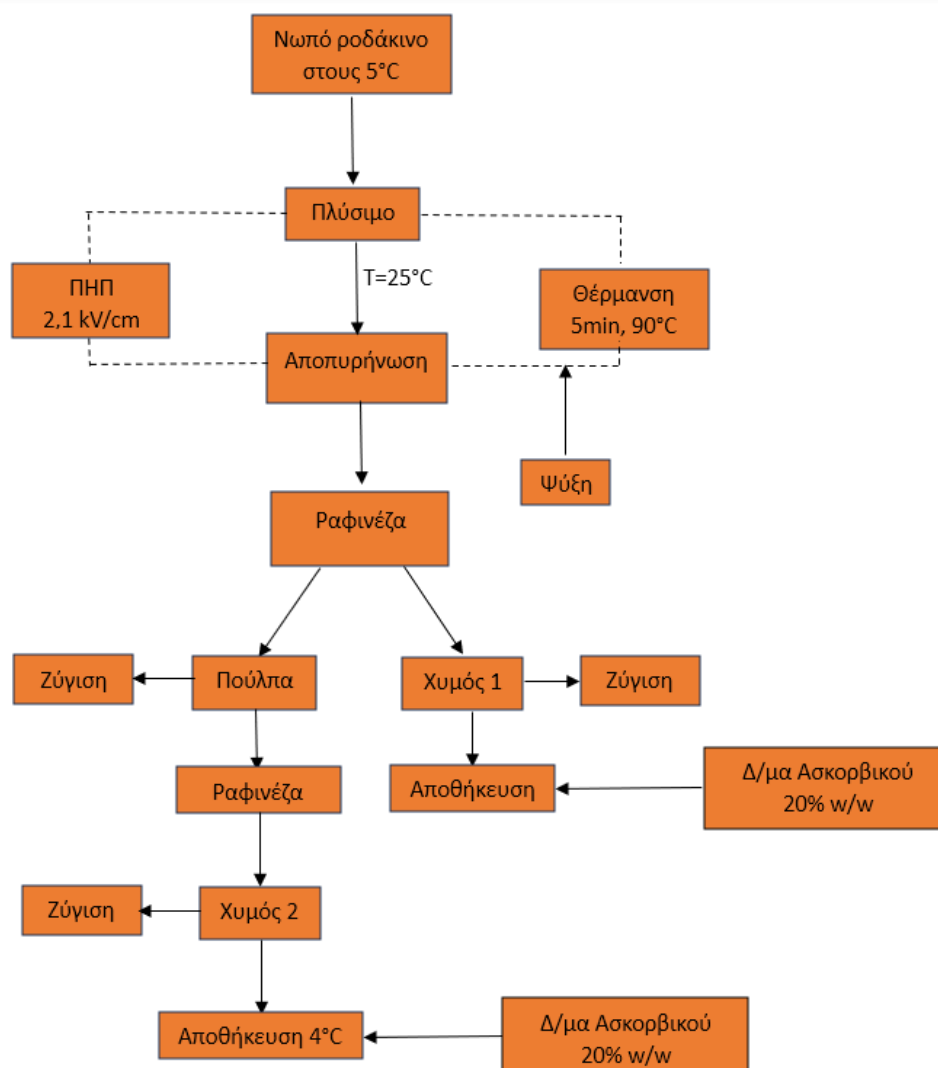 Νωπό ροδάκινο
στους 5°C
Πλύσιμο
ΠΗΠ
2,1 kV/cm
T=25°C
Θέρμανση
5min, 90°C
Αποπυρήνωση
Ψύξη
Ραφινέζα
Ζύγιση
Πούλπα
Χυμός 1
Ζύγιση
Ραφινέζα
Αποθήκευση
Δ/μα Ασκορβικού
20% w/w
Ζύγιση
Χυμός 2
Αποθήκευση 4°C
Δ/μα Ασκορβικού
20% w/w